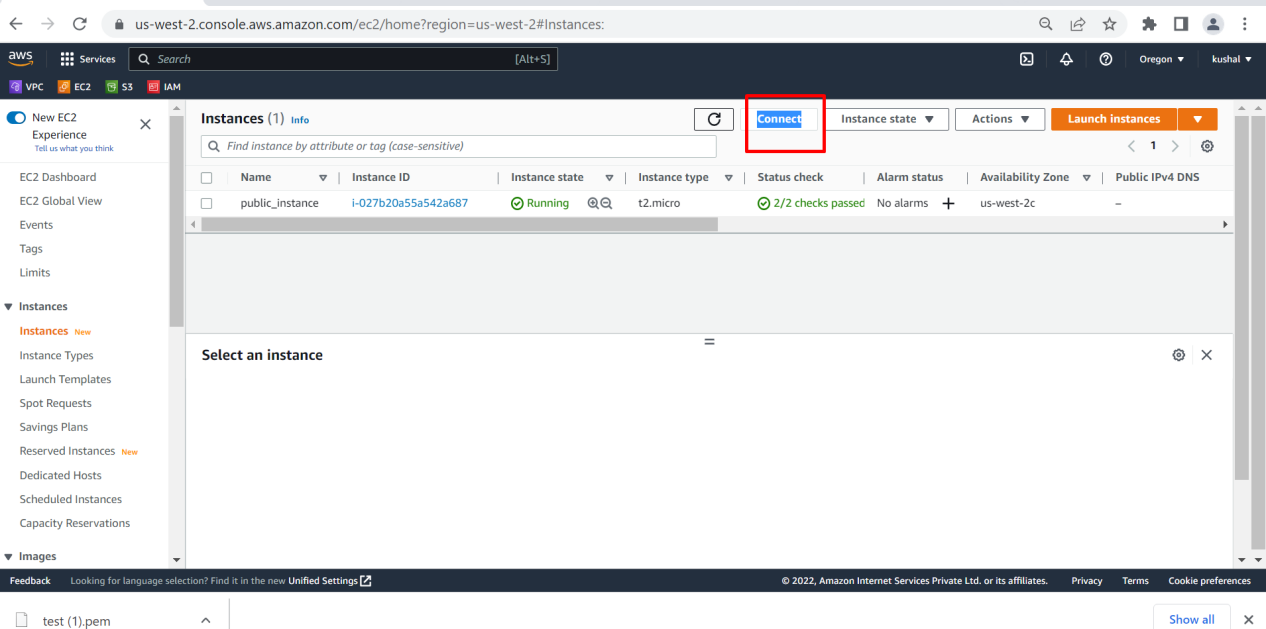 us-west-2.console.aws.amazon.com/ec2/home?region=us-west-2#Instances:
aws Services Search [Alt+S] Oregon kushal
VPC EC2 S3 IAM
New EC2
Experience
Tell us what you think
EC2 Dashboard
EC2 Global View
Events
Tags
Limits
Instances
Instances New
Instance Types
Launch Templates
Spot Requests
Savings Plans
Reserved Instances New
Dedicated Hosts
Scheduled Instances
Capacity Reservations
Images
Instances (1) Info
Connect Instance state Actions Launch instances
Find instance by attribute or tag (case-sensitive)
1
Name Instance ID Instance state Instance type Status check Alarm status Availability Zone Public IPv4 DNS
public_instance i-027b20a55a542a687 Running t2.micro 2/2 checks passed No alarms + us-west-2c –
Select an instance
Feedback Looking for language selection? Find it in the new Unified Settings © 2022, Amazon Internet Services Private Ltd. or its affiliates. Privacy Terms Cookie preferences
test (1).pem Show all